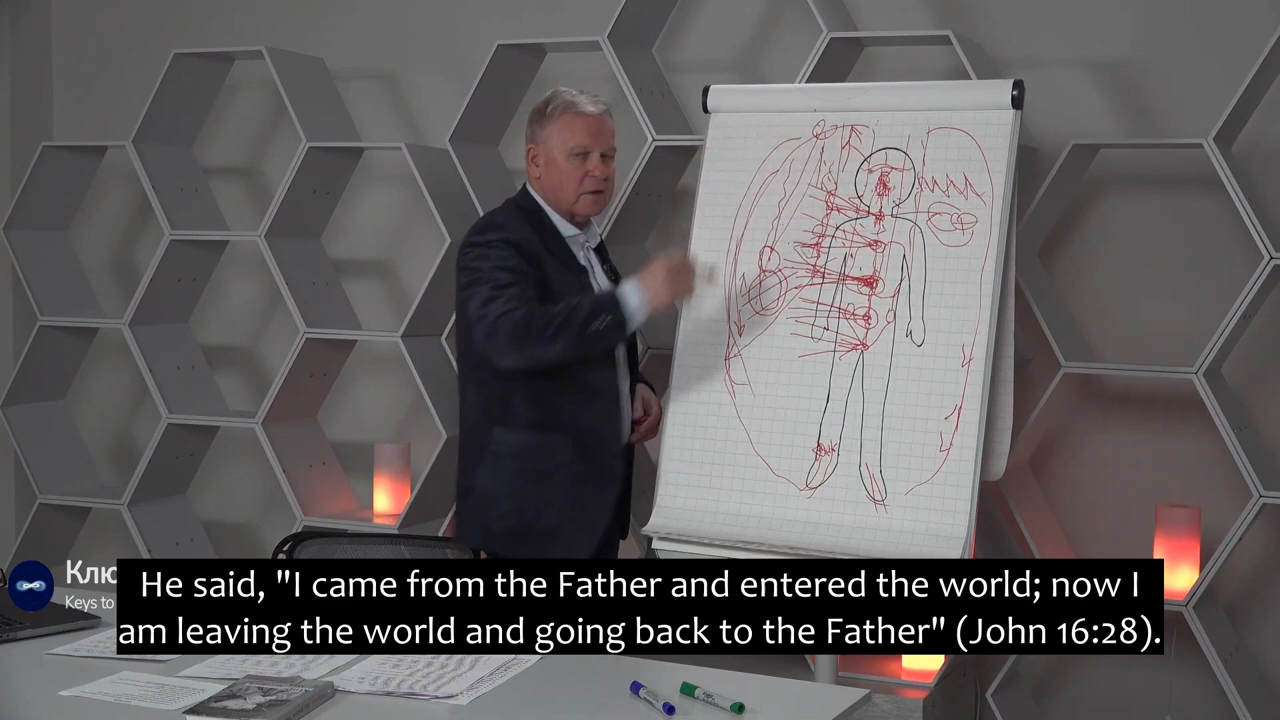 Клю
Keys to
He said, "I came from the Father and entered the world; now I
am leaving the world and going back to the Father" (John 16:28).